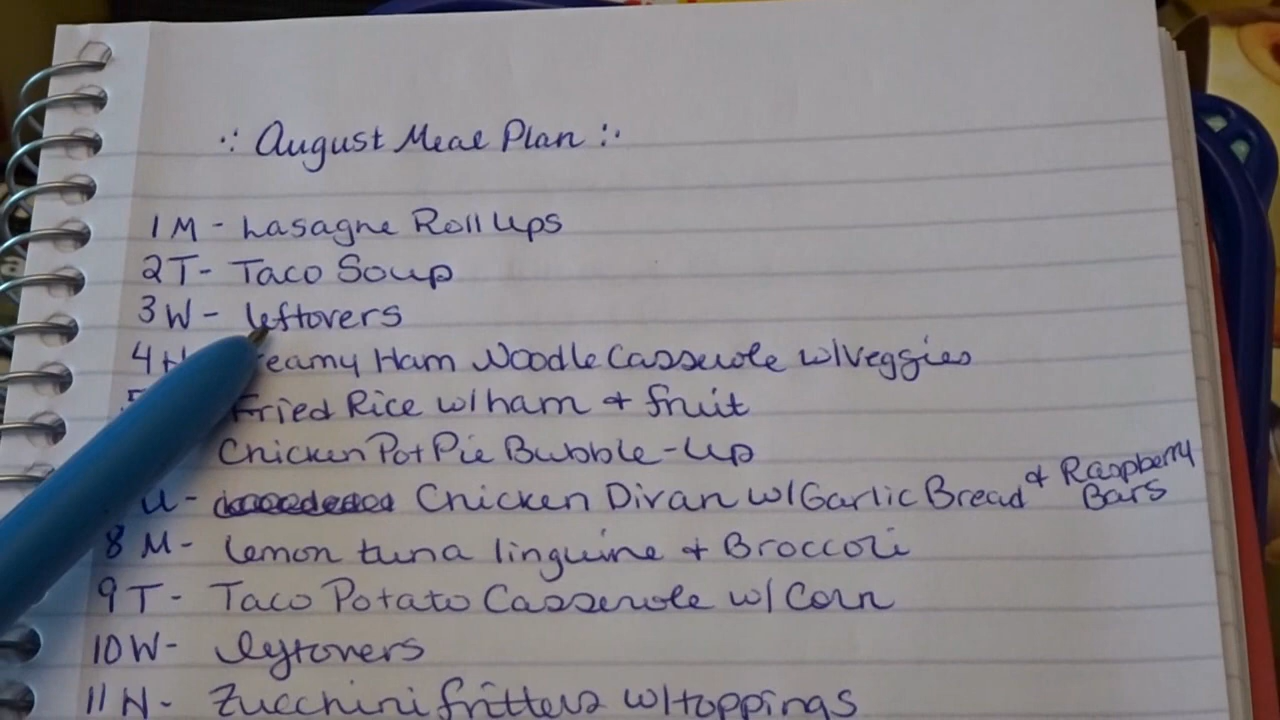 ∴ August Meal Plan :·
1 M - Lasagne Roll Ups
2 T - Taco Soup
3 W - leftovers
4 eamy Ham Noodle Casserole w/Veggies
Fried Rice w/ham + fruit
Chicken Pot Pie Bubble-Up
U - Chicken Divan w/Garlic Bread + Raspberry Bars
8 M - Lemon tuna linguine + Broccoli
9 T - Taco Potato Casserole w/ Corn
10 W - leftovers
11 H - Zucchini fritters w/toppings